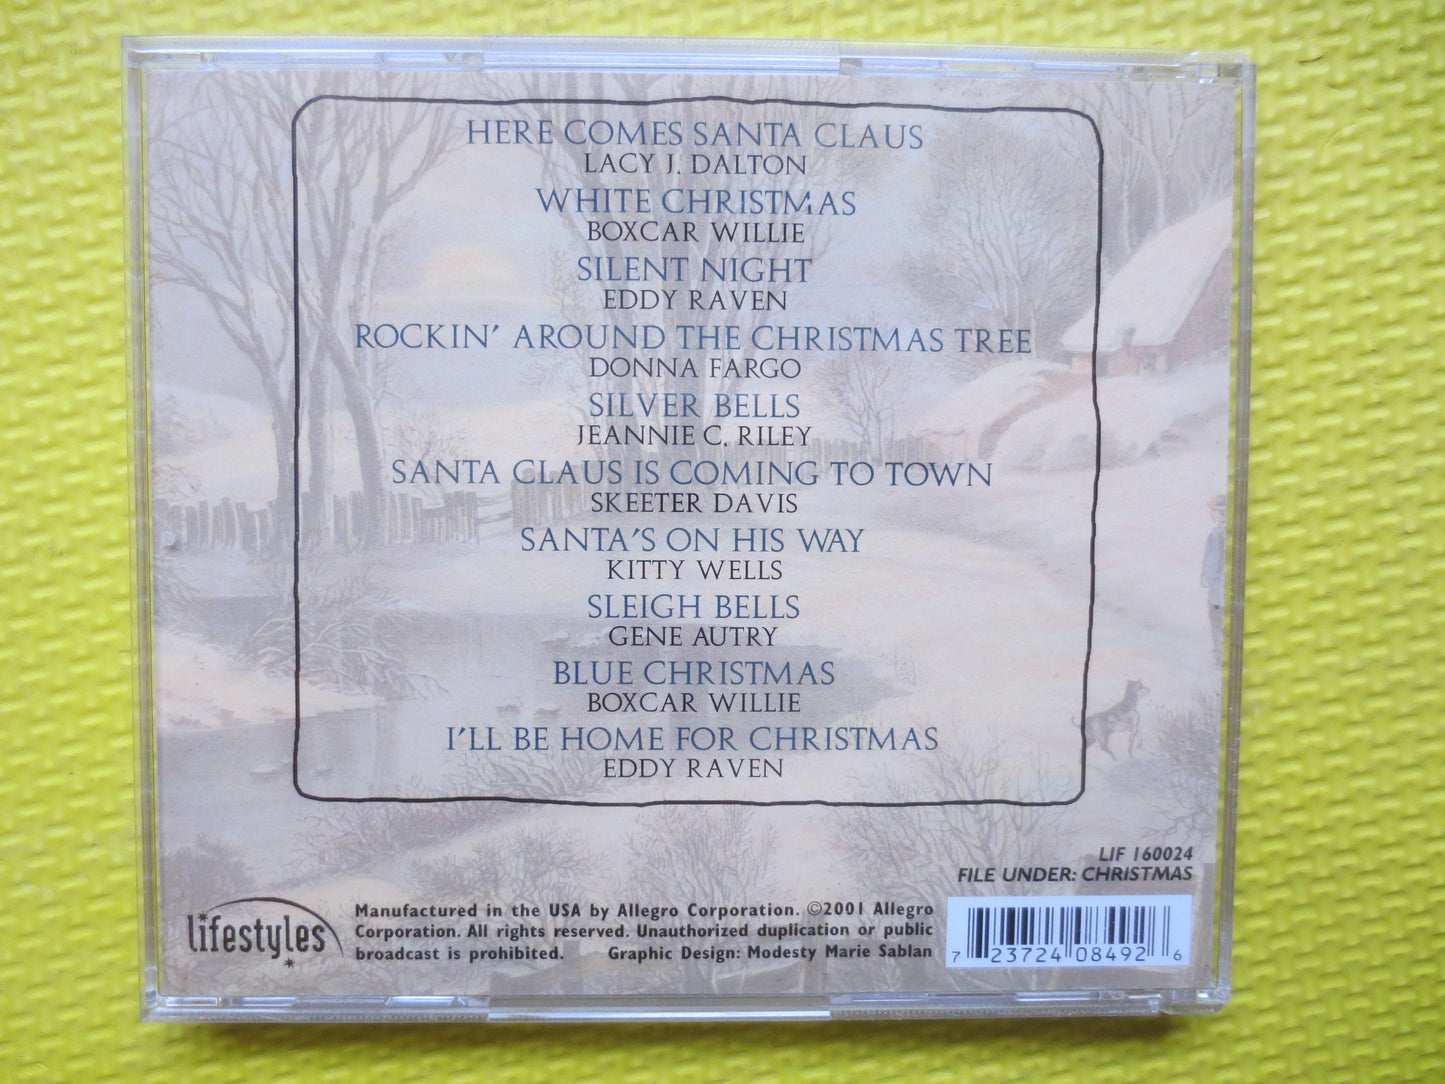 HERE COMES SANTA CLAUS
LACY J. DALTON
WHITE CHRISTMAS
BOXCAR WILLIE
SILENT NIGHT
EDDY RAVEN
ROCKIN' AROUND THE CHRISTMAS TREE
DONNA FARGO
SILVER BELLS
JEANNIE C. RILEY
SANTA CLAUS IS COMING TO TOWN
SKEETER DAVIS
SANTA'S ON HIS WAY
KITTY WELLS
SLEIGH BELLS
GENE AUTRY
BLUE CHRISTMAS
BOXCAR WILLIE
I'LL BE HOME FOR CHRISTMAS
EDDY RAVEN
LIF 160024
FILE UNDER: CHRISTMAS
lifestyles
Manufactured in the USA by Allegro Corporation. ©2001 Allegro
Corporation. All rights reserved. Unauthorized duplication or public
broadcast is prohibited. Graphic Design: Modesty Marie Sablan
7 23724 08492 6